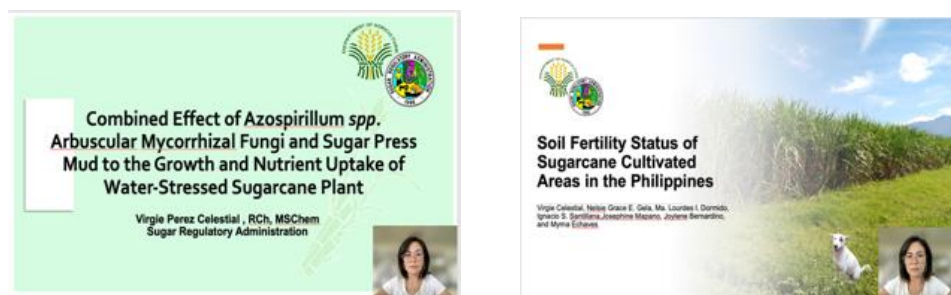 Combined Effect of Azospirillum spp.
Arbuscular Mycorrhizal Fungi and Sugar Press
Mud to the Growth and Nutrient Uptake of
Water-Stressed Sugarcane Plant
Virgie Perez Celestial , RCh, MSChem
Sugar Regulatory Administration
Soil Fertility Status of
Sugarcane Cultivated
Areas in the Philippines
Virgie Celestial, Nelsie Grace E. Gela, Ma. Lourdes I. Dormido,
Ignacio S. Santillana, Josephine Mapano, Joylene Bernardino,
and Myrna Echaves